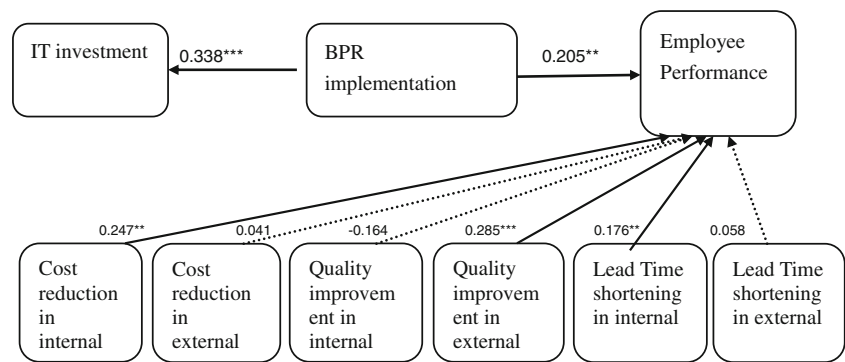 IT investment
0.338***
BPR
implementation
0.205**
Employee
Performance
0.247**
0.041
-0.164
0.285***
0.176**
0.058
Cost
reduction
in
internal
Cost
reduction
in
external
Quality
improvem
ent in
internal
Quality
improvem
ent in
external
Lead Time
shortening
in internal
Lead Time
shortening
in external